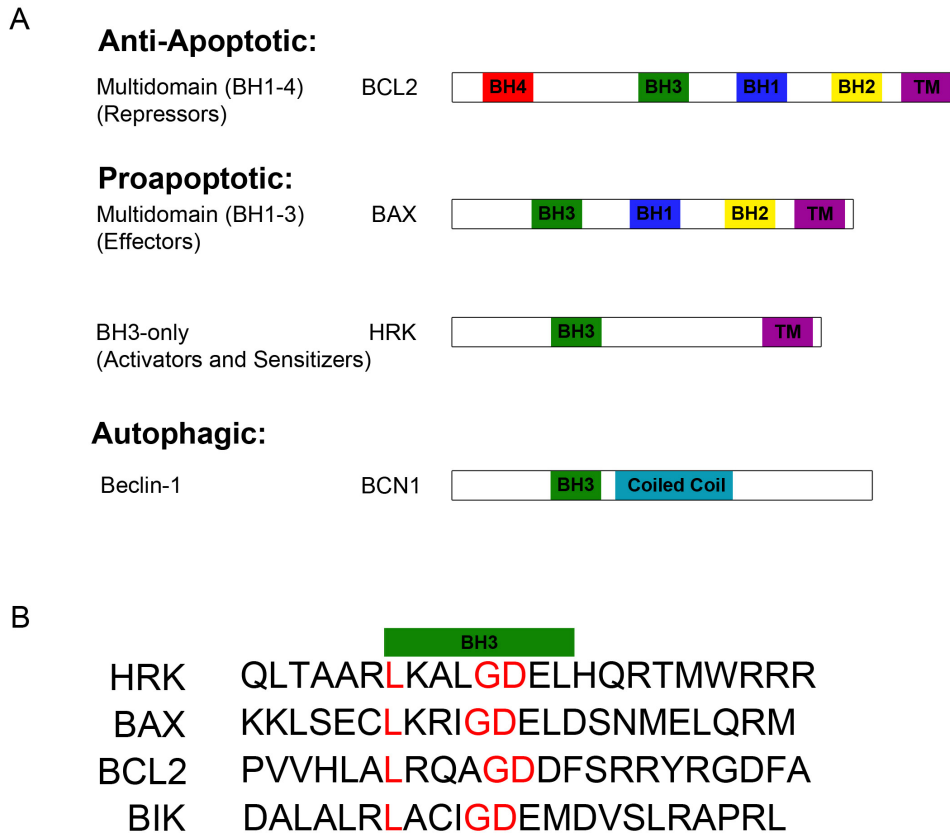 A
Anti-Apoptotic:
Multidomain (BH1-4) BCL2 BH4 BH3 BH1 BH2 TM
(Repressors)
Proapoptotic:
Multidomain (BH1-3) BAX BH3 BH1 BH2 TM
(Effectors)
BH3-only HRK BH3 TM
(Activators and Sensitizers)
Autophagic:
Beclin-1 BCN1 BH3 Coiled Coil
B
BH3
HRK QLTAARLKALGDELHQRTMWRRR
BAX KKLSECLKRIGDELDSNMELQRM
BCL2 PVVHLALRQAGDDFSRRYRGDFA
BIK DALALRLACIGDEMDVSLRAPRL